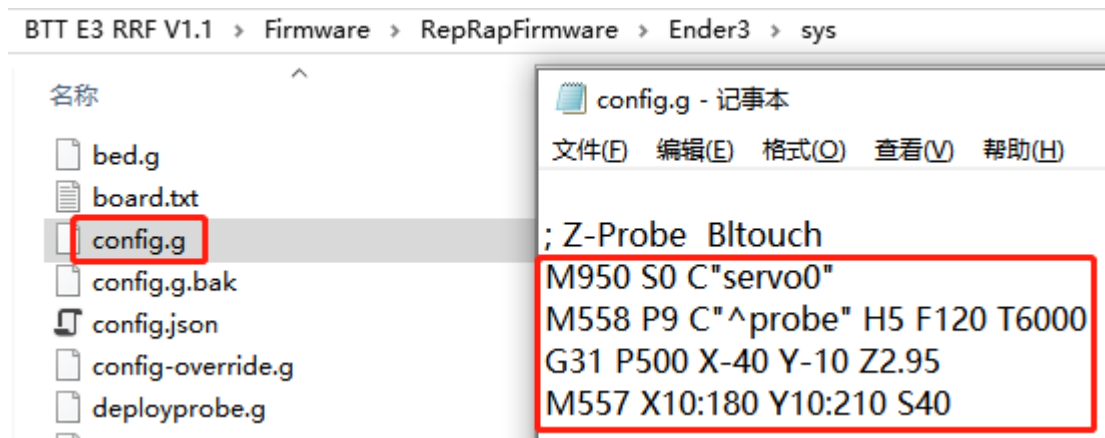 BTT E3 RRF V1.1 > Firmware > RepRapFirmware > Ender3 > sys
名称
bed.g
board.txt
config.g
config.g.bak
config.json
config-override.g
deployprobe.g
config.g - 记事本
文件(F) 编辑(E) 格式(O) 查看(V) 帮助(H)
; Z-Probe Bltouch
M950 S0 C"servo0"
M558 P9 C"^probe" H5 F120 T6000
G31 P500 X-40 Y-10 Z2.95
M557 X10:180 Y10:210 S40